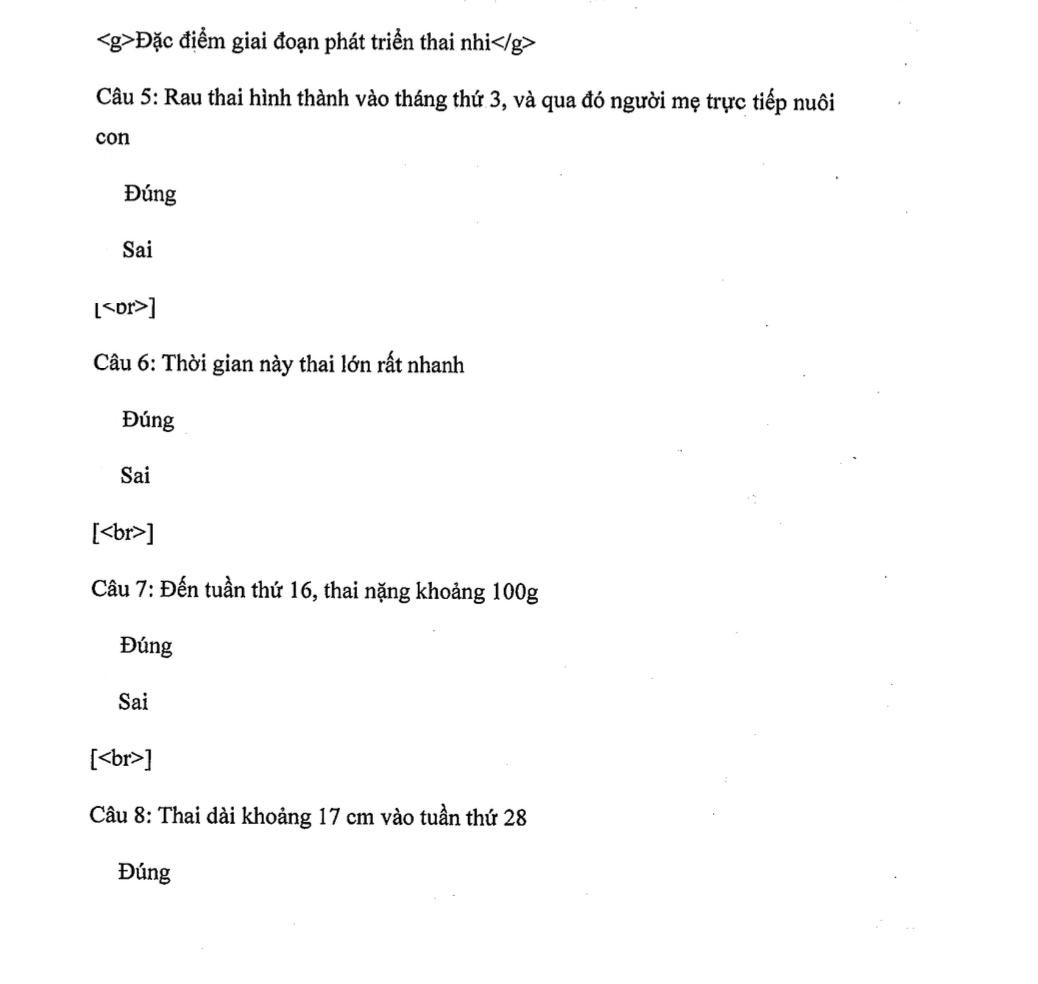 <g>Đặc điểm giai đoạn phát triển thai nhi</g>
Câu 5: Rau thai hình thành vào tháng thứ 3, và qua đó người mẹ trực tiếp nuôi
con
Đúng
Sai
[<br>]
Câu 6: Thời gian này thai lớn rất nhanh
Đúng
Sai
[<br>]
Câu 7: Đến tuần thứ 16, thai nặng khoảng 100g
Đúng
Sai
[<br>]
Câu 8: Thai dài khoảng 17 cm vào tuần thứ 28
Đúng